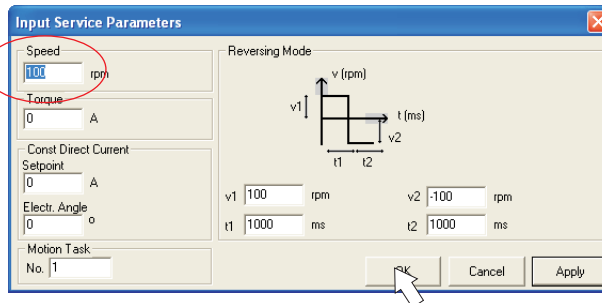 Input Service Parameters
Speed
100 rpm
Torque
0 A
Const Direct Current
Setpoint
0 A
Electr. Angle
0 o
Motion Task
No. 1
Reversing Mode
v (rpm)
v1
t (ms)
v2
t1 t2
v1 100 rpm v2 -100 rpm
t1 1000 ms t2 1000 ms
OK Cancel Apply